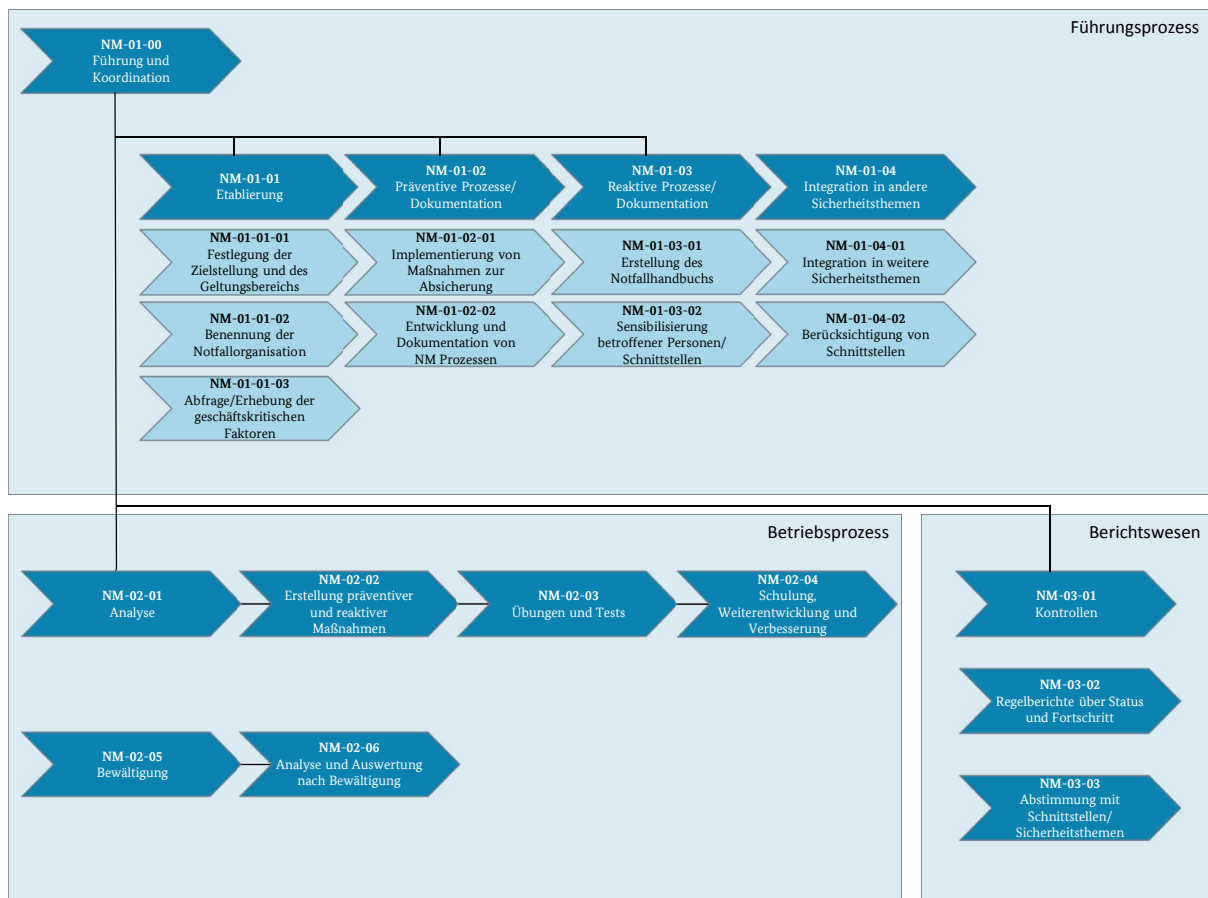 Führungsprozess
NM-01-00
Führung und
Koordination
NM-01-01
Etablierung
NM-01-02
Präventive Prozesse/
Dokumentation
NM-01-03
Reaktive Prozesse/
Dokumentation
NM-01-04
Integration in andere
Sicherheitsthemen
NM-01-01-01
Festlegung der
Zielstellung und des
Geltungsbereichs
NM-01-02-01
Implementierung von
Maßnahmen zur
Absicherung
NM-01-03-01
Erstellung des
Notfallhandbuchs
NM-01-04-01
Integration in weitere
Sicherheitsthemen
NM-01-01-02
Benennung der
Notfallorganisation
NM-01-02-02
Entwicklung und
Dokumentation von
NM Prozessen
NM-01-03-02
Sensibilisierung
betroffener Personen/
Schnittstellen
NM-01-04-02
Berücksichtigung von
Schnittstellen
NM-01-01-03
Abfrage/Erhebung der
geschäftskritischen
Faktoren
Betriebsprozess
NM-02-01
Analyse
NM-02-02
Erstellung präventiver
und reaktiver
Maßnahmen
NM-02-03
Übungen und Tests
NM-02-04
Schulung,
Weiterentwicklung und
Verbesserung
NM-02-05
Bewältigung
NM-02-06
Analyse und Auswertung
nach Bewältigung
Berichtswesen
NM-03-01
Kontrollen
NM-03-02
Regelberichte über Status
und Fortschritt
NM-03-03
Abstimmung mit
Schnittstellen/
Sicherheitsthemen